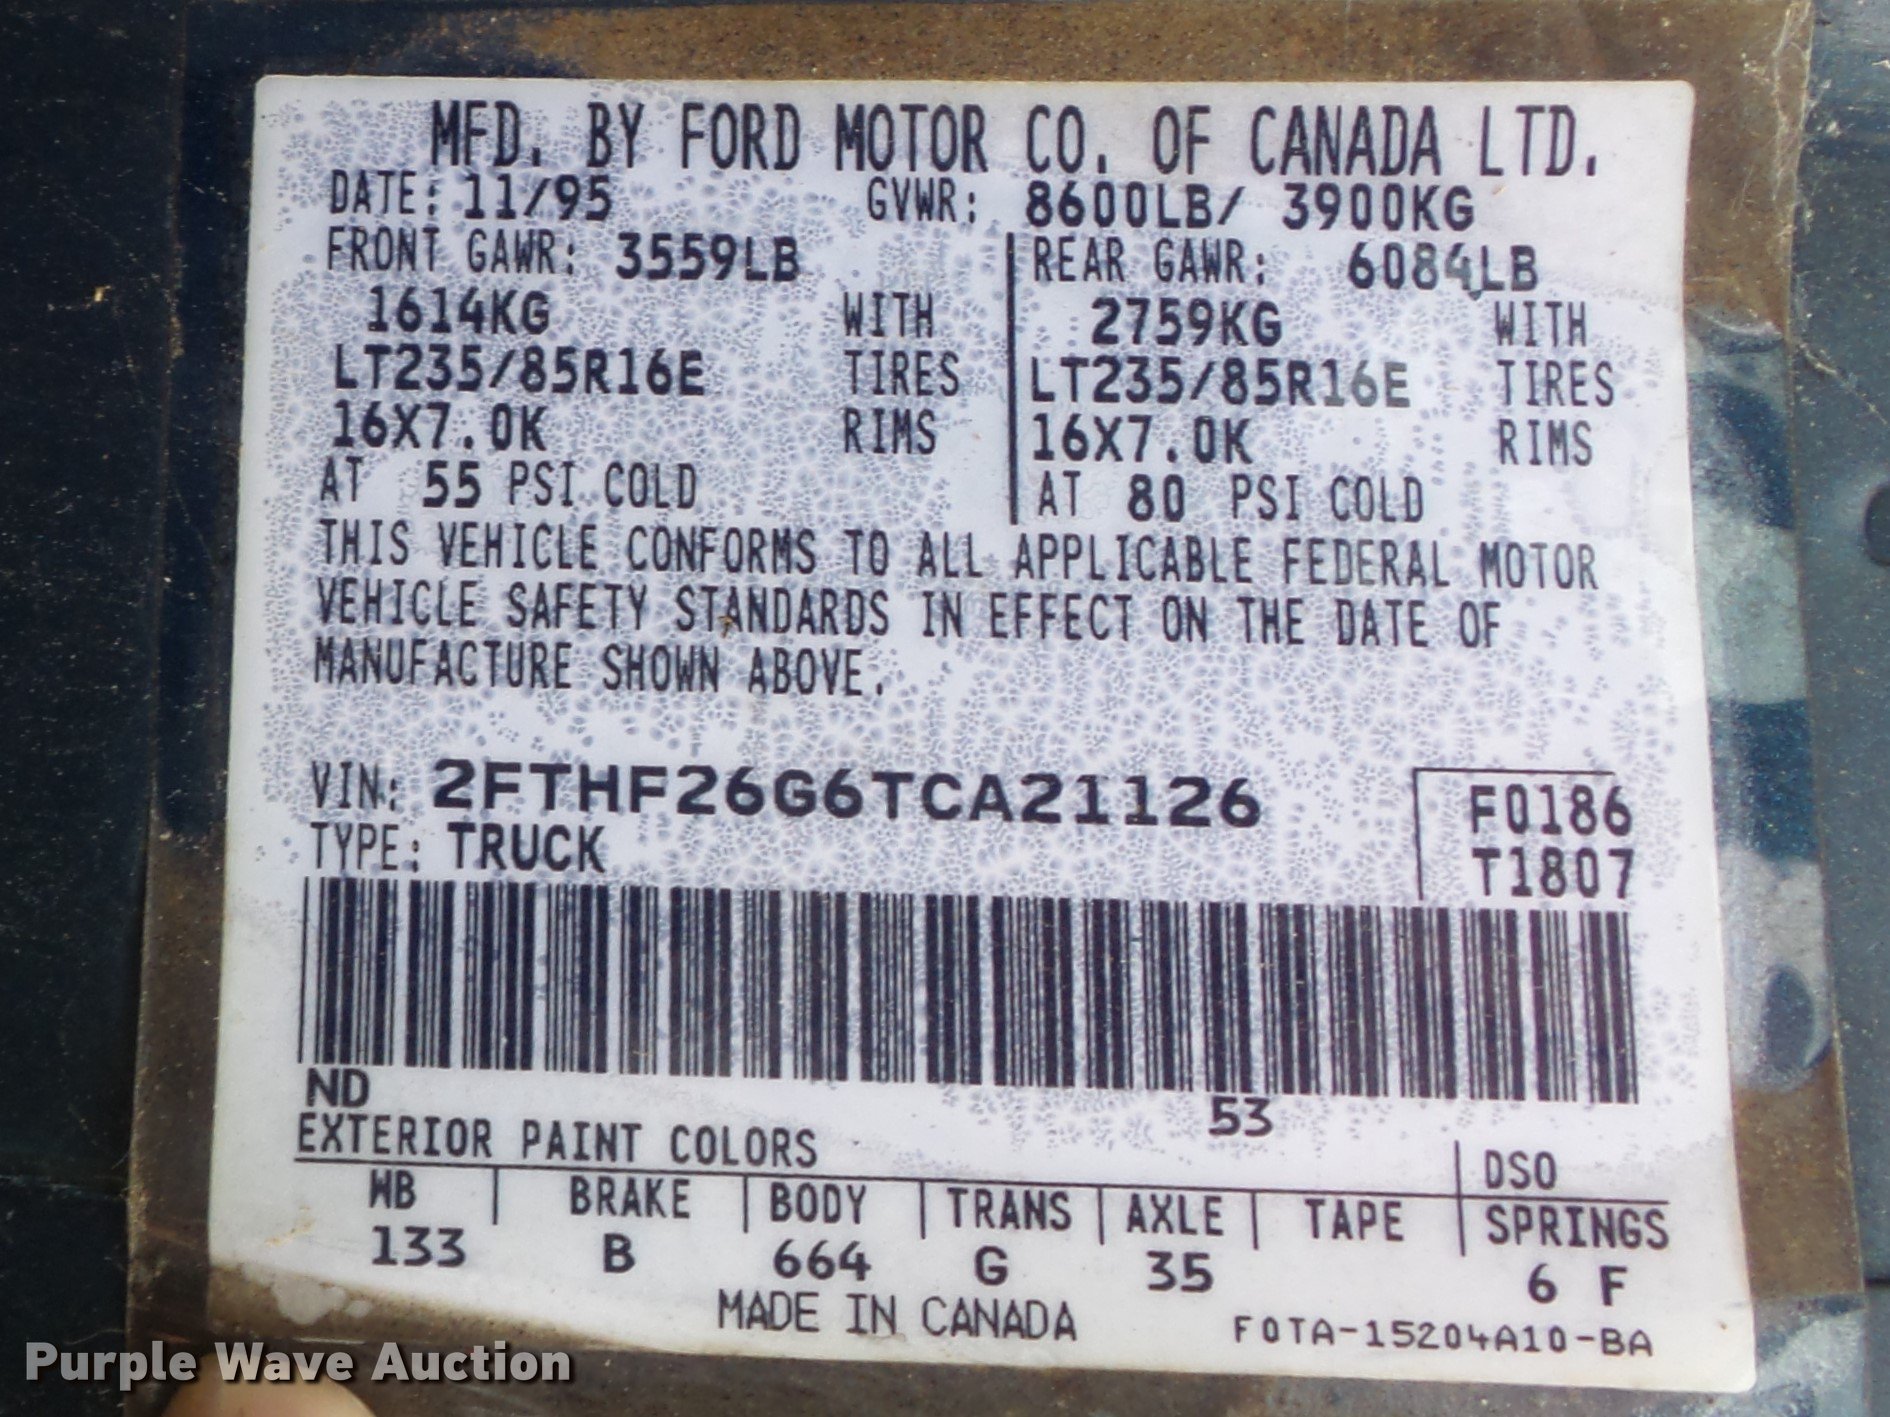 MFD. BY FORD MOTOR CO. OF CANADA LTD.
DATE: 11/95 GVWR: 8600LB/ 3900KG
FRONT GAWR: 3559LB REAR GAWR: 6084LB
1614KG WITH 2759KG WITH
LT235/85R16E TIRES LT235/85R16E TIRES
16X7.0K RIMS 16X7.0K RIMS
AT 55 PSI COLD AT 80 PSI COLD
THIS VEHICLE CONFORMS TO ALL APPLICABLE FEDERAL MOTOR
VEHICLE SAFETY STANDARDS IN EFFECT ON THE DATE OF
MANUFACTURE SHOWN ABOVE.
VIN: 2FTHF26G6TCA21126 F0186
TYPE: TRUCK T1807
ND 53
EXTERIOR PAINT COLORS DSO
WB BRAKE BODY TRANS AXLE TAPE SPRINGS
133 B 664 G 35 6 F
MADE IN CANADA F0TA-15204A10-BA
Purple Wave Auction